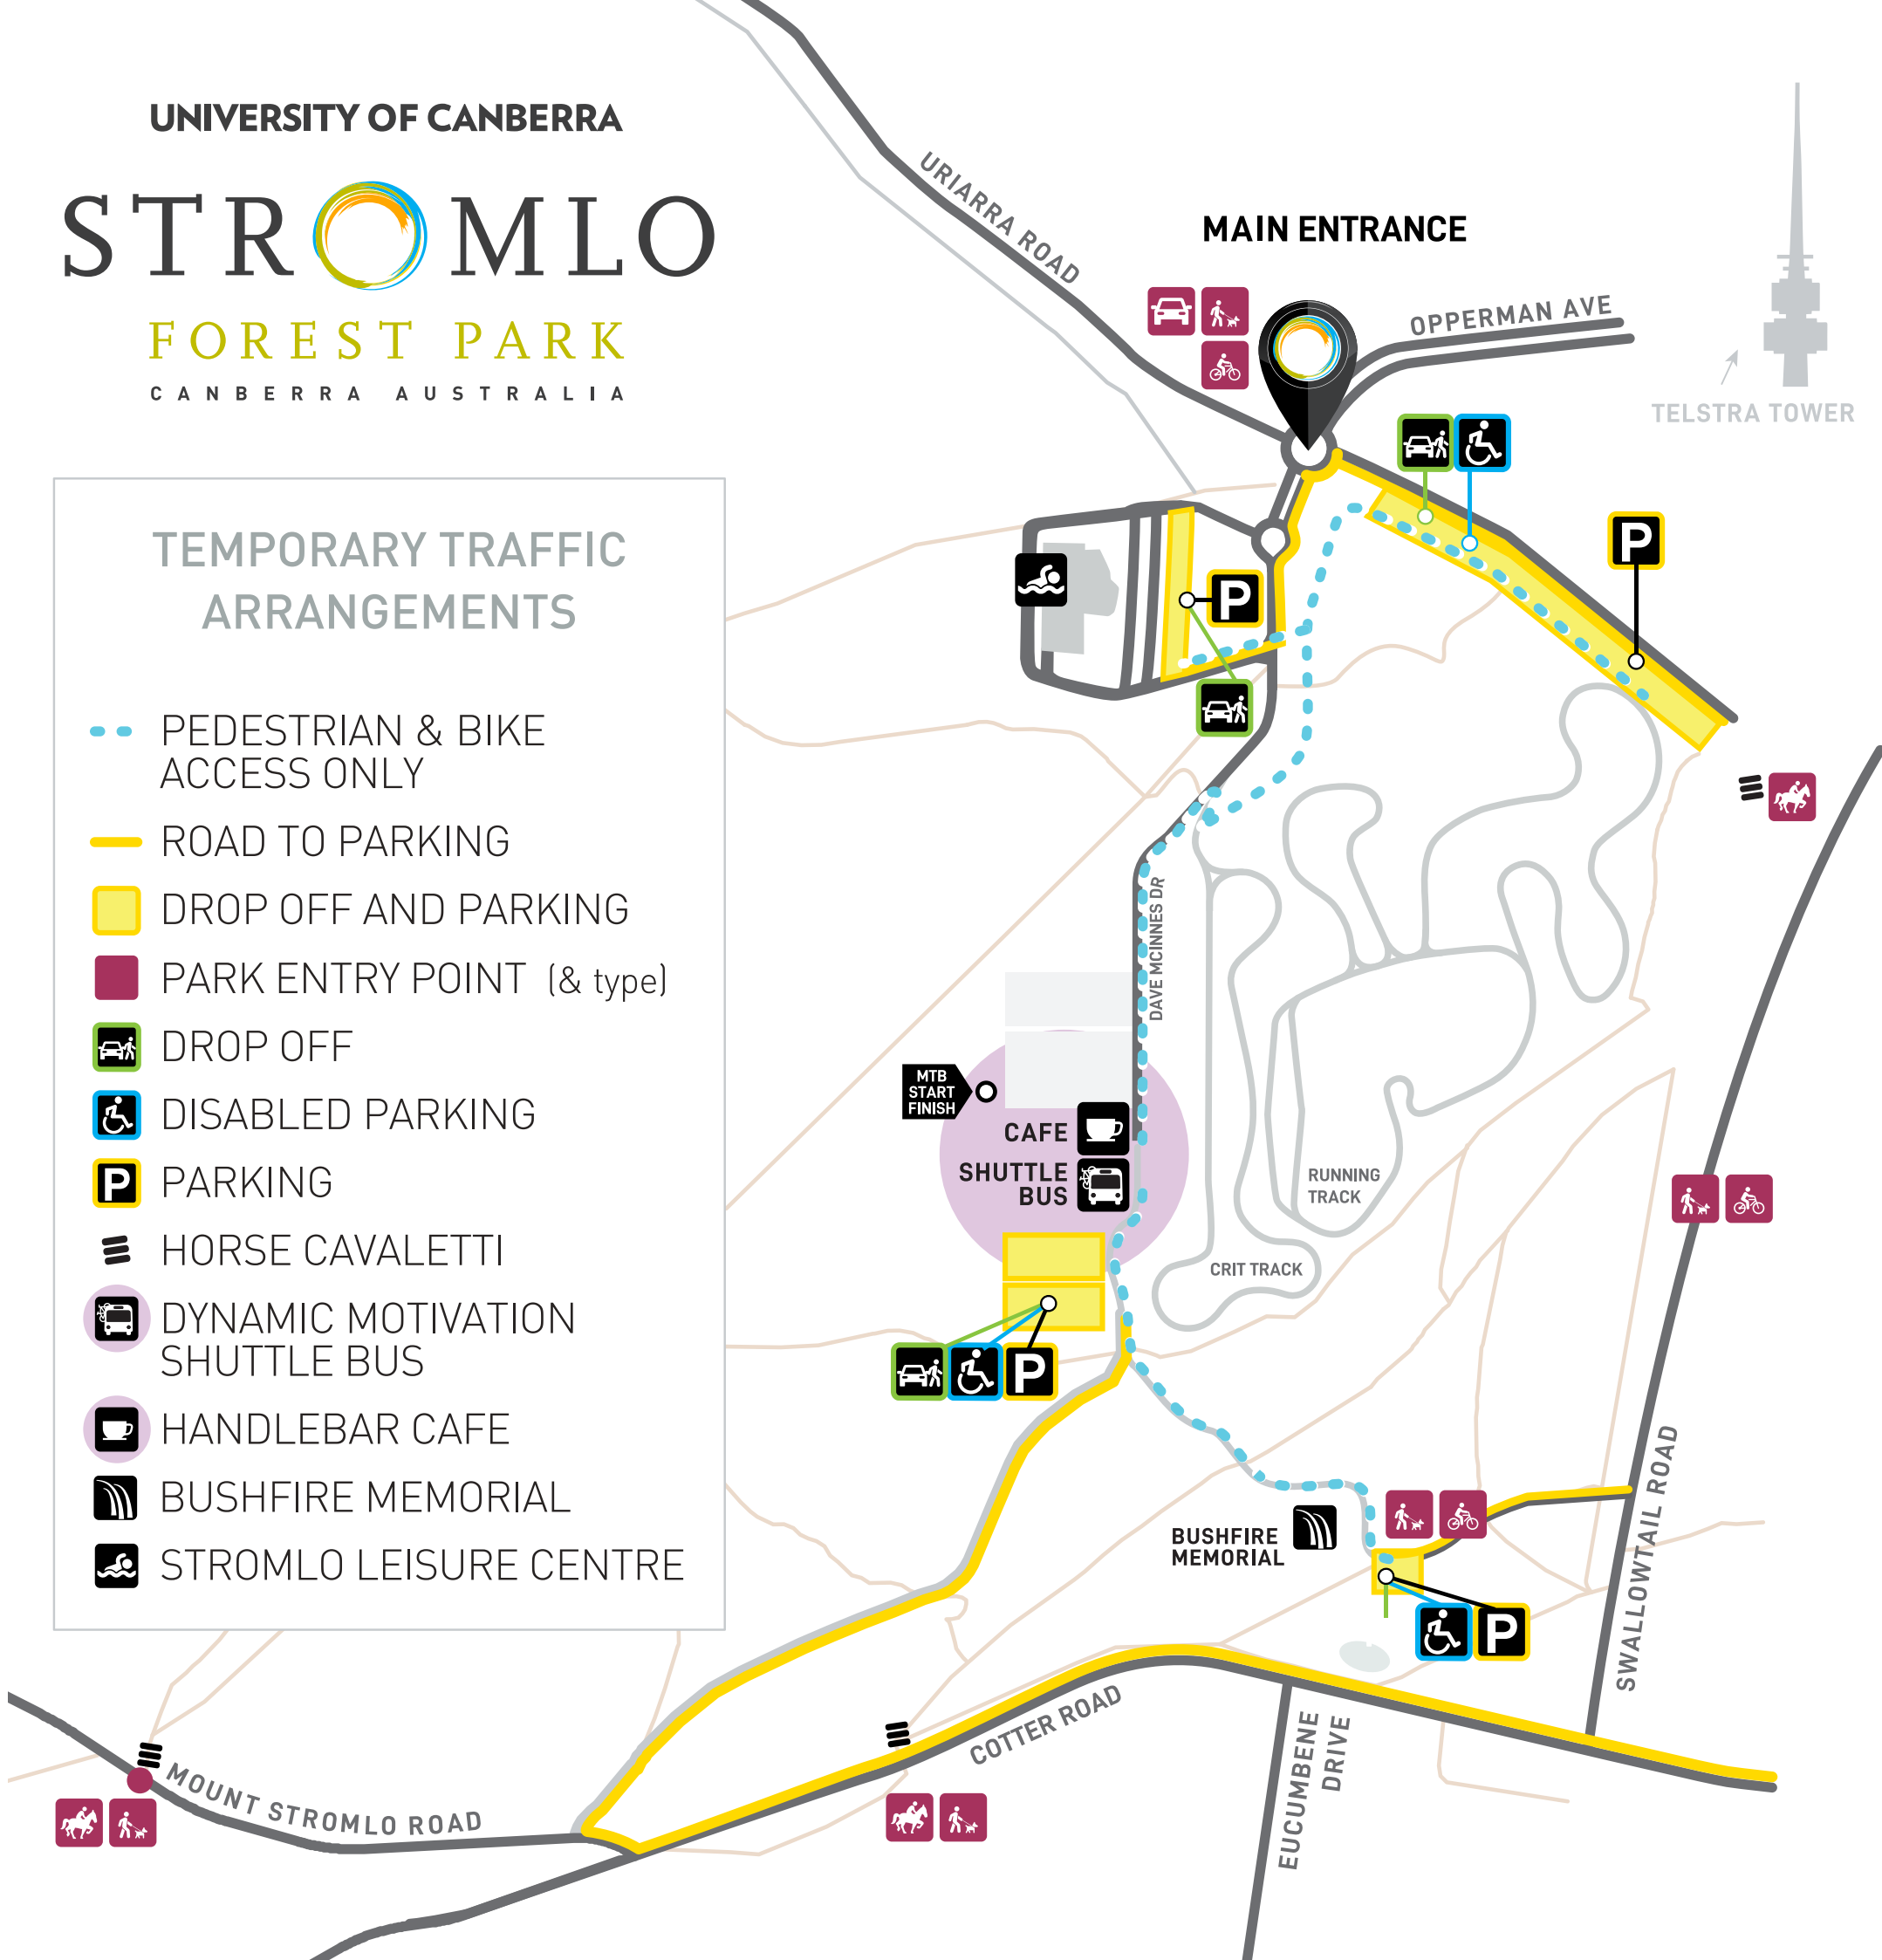 UNIVERSITY OF CANBERRA
STROMLO
FOREST PARK
CANBERRA AUSTRALIA
TEMPORARY TRAFFIC
ARRANGEMENTS
PEDESTRIAN & BIKE
ACCESS ONLY
ROAD TO PARKING
DROP OFF AND PARKING
PARK ENTRY POINT (& type)
DROP OFF
DISABLED PARKING
P PARKING
HORSE CAVALETTI
DYNAMIC MOTIVATION
SHUTTLE BUS
HANDLEBAR CAFE
BUSHFIRE MEMORIAL
STROMLO LEISURE CENTRE
URIARRA ROAD
MAIN ENTRANCE
OPPERMAN AVE
TELSTRA TOWER
P
P
DAVE MCINNES DR
MTB
START
FINISH
CAFE
SHUTTLE
BUS
RUNNING
TRACK
CRIT TRACK
P
BUSHFIRE
MEMORIAL
P
SWALLOWTAIL ROAD
COTTER ROAD
EUCUMBENE
DRIVE
MOUNT STROMLO ROAD